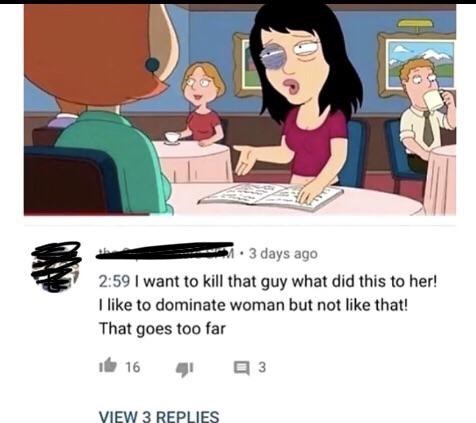 • 3 days ago
2:59 I want to kill that guy what did this to her!
I like to dominate woman but not like that!
That goes too far
16
3
VIEW 3 REPLIES